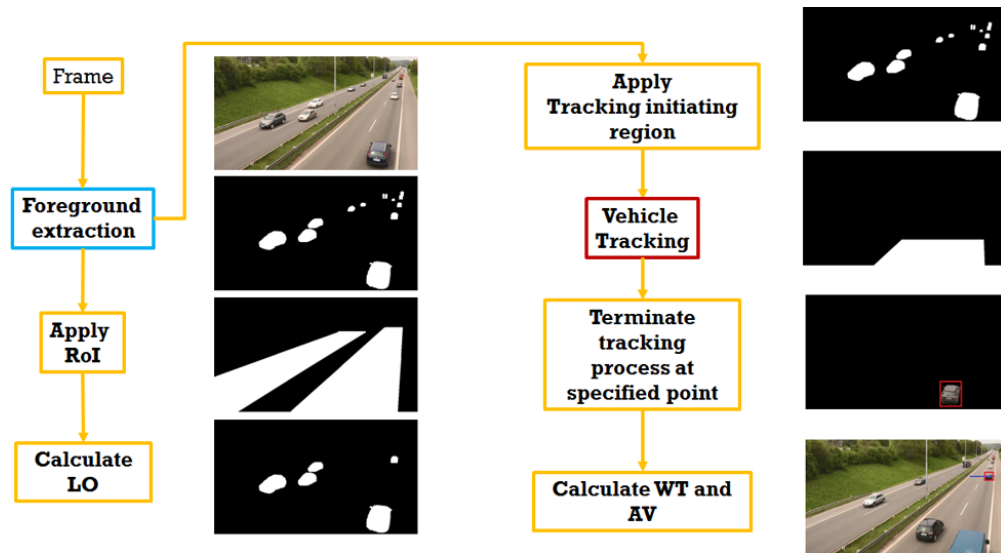 Frame
Foreground
extraction
Apply
RoI
Calculate
LO
Apply
Tracking initiating
region
Vehicle
Tracking
Terminate
tracking
process at
specified point
Calculate WT and
AV